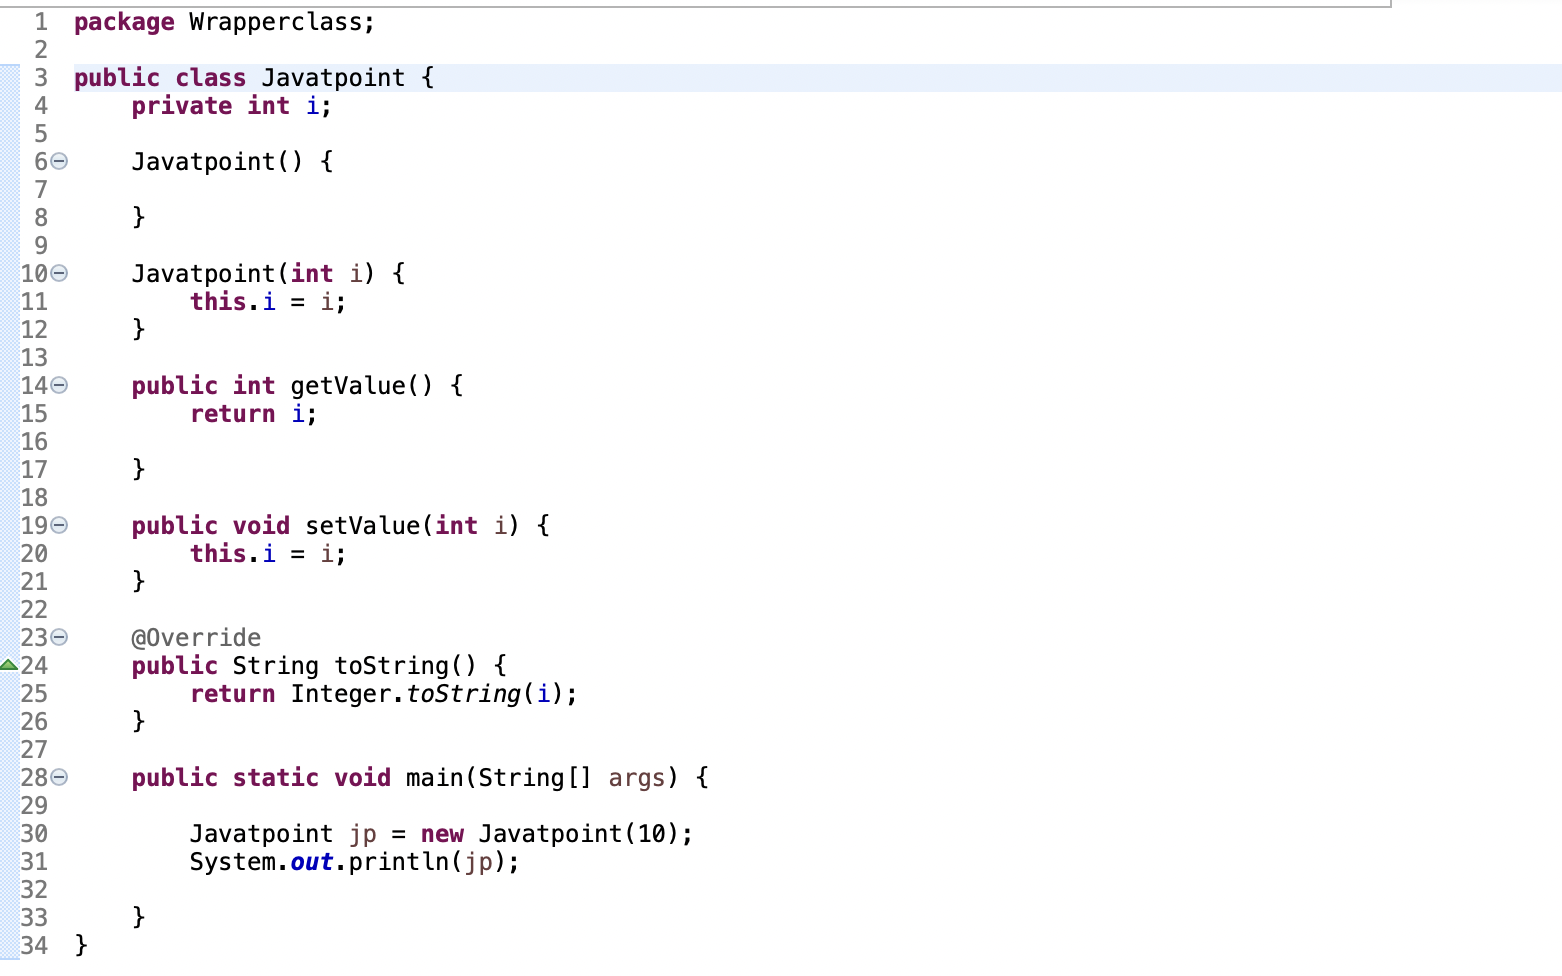 1 package Wrapperclass;
2
3 public class Javatpoint {
4     private int i;
5
6     Javatpoint() {
7
8     }
9
10     Javatpoint(int i) {
11         this.i = i;
12     }
13
14     public int getValue() {
15         return i;
16
17     }
18
19     public void setValue(int i) {
20         this.i = i;
21     }
22
23     @Override
24     public String toString() {
25         return Integer.toString(i);
26     }
27
28     public static void main(String[] args) {
29
30         Javatpoint jp = new Javatpoint(10);
31         System.out.println(jp);
32
33     }
34 }